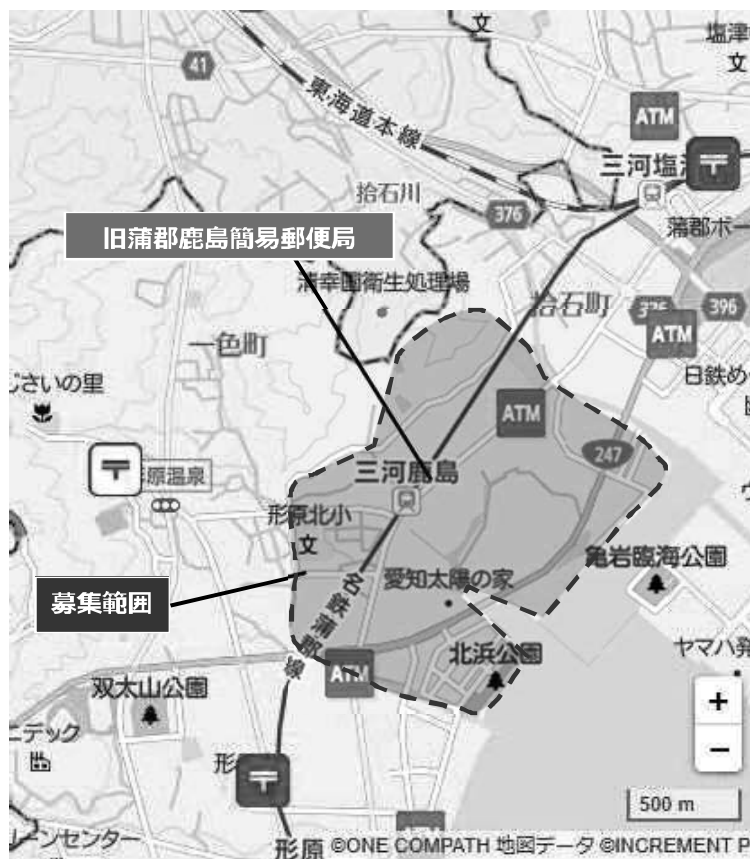 塩津
文
文
41
東海道本線
ATM
三河塩
拾石川
376
蒲郡ボー
旧蒲郡鹿島簡易郵便局
清幸園衛生処理場
拾石町
376
396
一色町
ATM
日鉄め
じさいの里
ATM
247
三河鹿島
原温泉
形原北小
文
愛知太陽の家
亀岩臨海公園
募集範囲
名鉄蒲郡線
ヤマハ発
北浜公園
ATM
双太山公園
+
ニテック
−
形
500 m
レーンセンター
形原
©ONE COMPATH 地図データ ©INCREMENT P